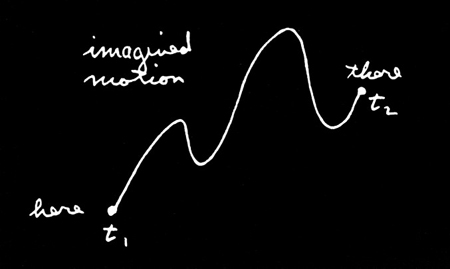 imagined
motion
there
t₂
here
t₁